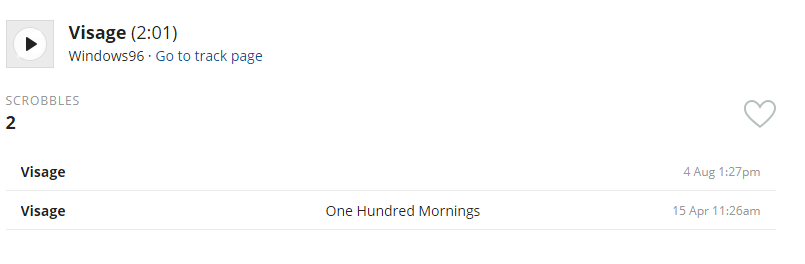 Visage (2:01)
Windows96 · Go to track page
SCROBBLES
2
Visage 4 Aug 1:27pm
Visage One Hundred Mornings 15 Apr 11:26am